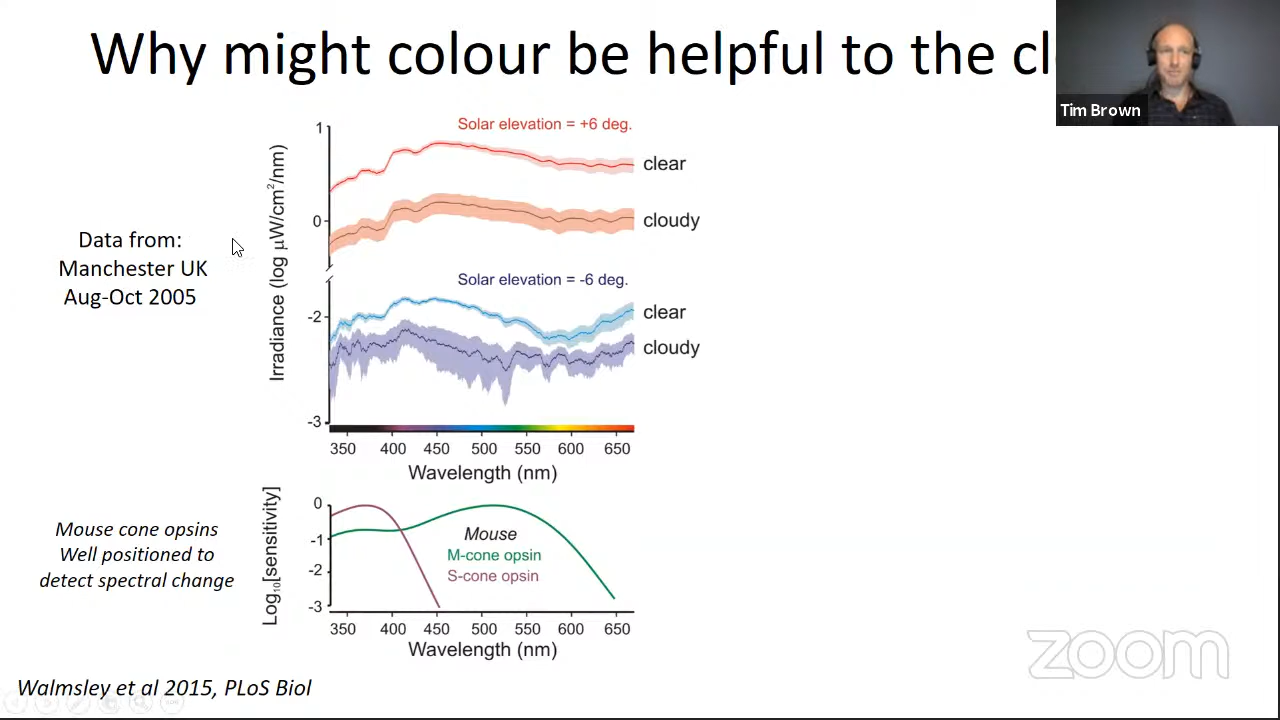 Why might colour be helpful to the cl
Tim Brown
Solar elevation = +6 deg.
1
clear
0
cloudy
Data from:
Manchester UK
Aug-Oct 2005
Irradiance (log µW/cm²/nm)
Solar elevation = -6 deg.
-2
clear
cloudy
-3
350 400 450 500 550 600 650
Wavelength (nm)
Mouse cone opsins
Well positioned to
detect spectral change
Log₁₀[sensitivity]
0
-1
-2
-3
Mouse
M-cone opsin
S-cone opsin
350 400 450 500 550 600 650
Wavelength (nm)
zoom
Walmsley et al 2015, PLoS Biol